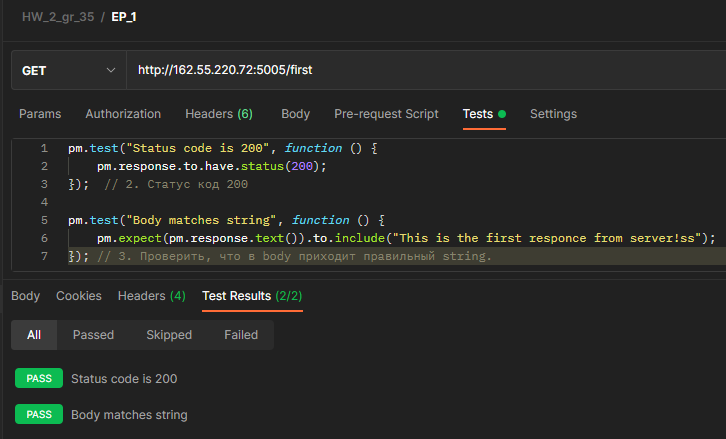 HW_2_gr_35 / EP_1
GET http://162.55.220.72:5005/first
Params Authorization Headers (6) Body Pre-request Script Tests Settings
1 pm.test("Status code is 200", function () {
2 pm.response.to.have.status(200);
3 }); // 2. Статус код 200
4
5 pm.test("Body matches string", function () {
6 pm.expect(pm.response.text()).to.include("This is the first responce from server!ss");
7 }); // 3. Проверить, что в body приходит правильный string.
Body Cookies Headers (4) Test Results (2/2)
All Passed Skipped Failed
PASS Status code is 200
PASS Body matches string